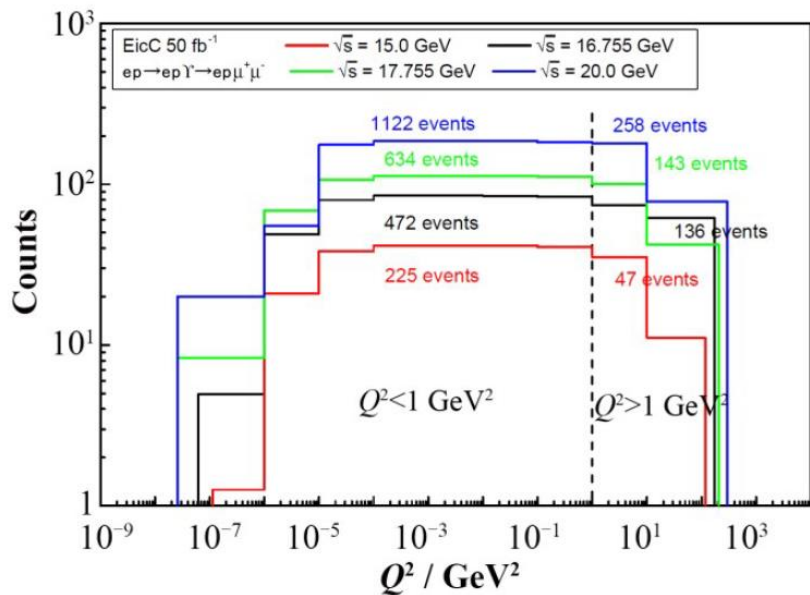 10³
EicC 50 fb⁻¹ √s = 15.0 GeV √s = 16.755 GeV
ep→epϒ→epμ⁺μ⁻ √s = 17.755 GeV √s = 20.0 GeV
1122 events 258 events
634 events 143 events
10²
472 events 136 events
225 events 47 events
10¹
Q²<1 GeV² Q²>1 GeV²
1
10⁻⁹ 10⁻⁷ 10⁻⁵ 10⁻³ 10⁻¹ 10¹ 10³
Counts
Q² / GeV²